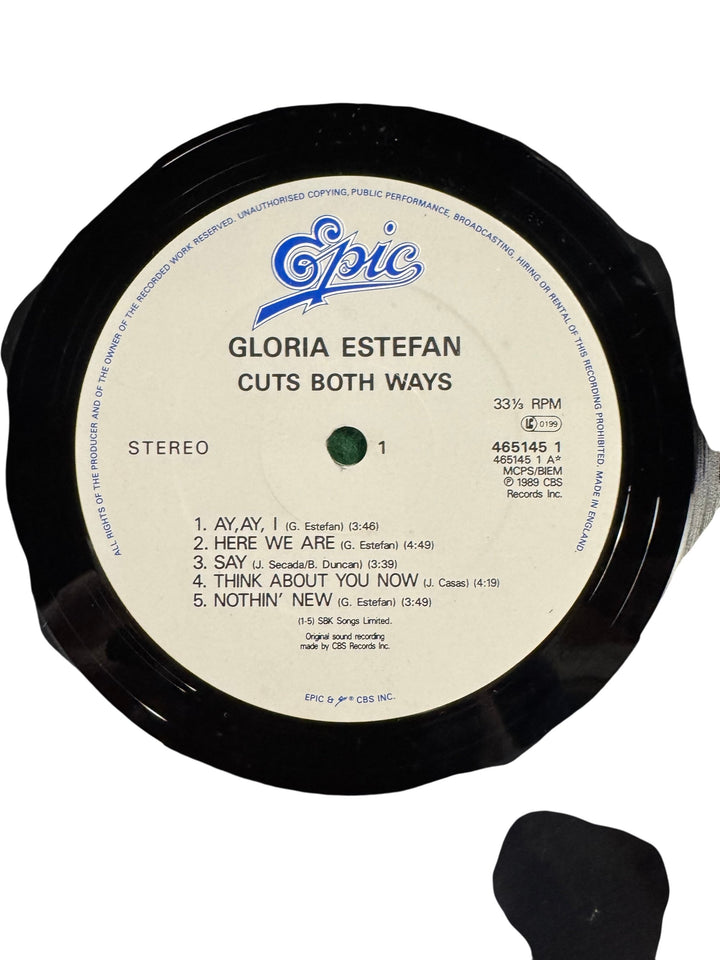 ALL RIGHTS OF THE PRODUCER AND OF THE OWNER OF THE RECORDED WORK RESERVED. UNAUTHORISED COPYING, PUBLIC PERFORMANCE, BROADCASTING, HIRING OR RENTAL OF THIS RECORDING PROHIBITED. MADE IN ENGLAND.
Epic
GLORIA ESTEFAN
CUTS BOTH WAYS
33⅓ RPM
LC 0199
STEREO 1 465145 1
465145 1 A☆
MCPS/BIEM
℗ 1989 CBS
Records Inc.
1. AY, AY, I (G. Estefan) (3:46)
2. HERE WE ARE (G. Estefan) (4:49)
3. SAY (J. Secada/B. Duncan) (3:39)
4. THINK ABOUT YOU NOW (J. Casas) (4:19)
5. NOTHIN' NEW (G. Estefan) (3:49)
(1-5) SBK Songs Limited.
Original sound recording
made by CBS Records Inc.
EPIC & ® CBS INC.